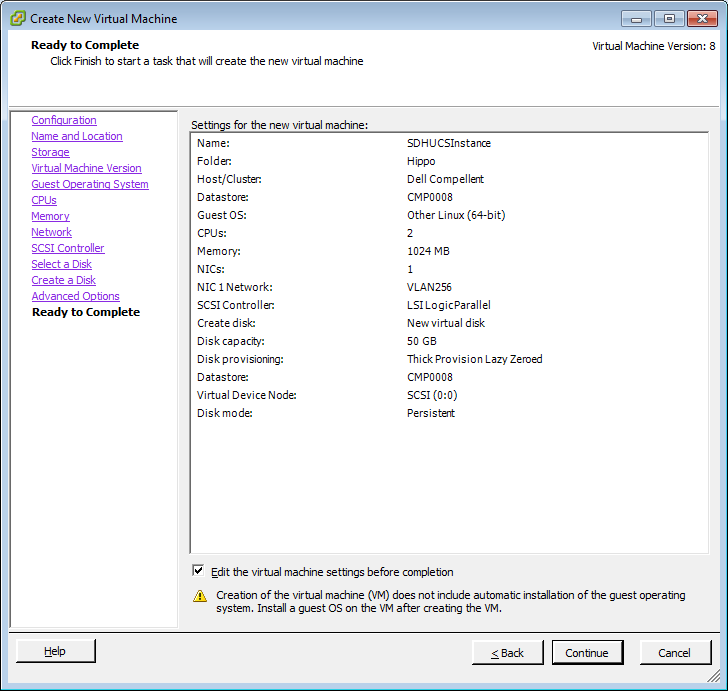 Create New Virtual Machine
Ready to Complete
Click Finish to start a task that will create the new virtual machine
Virtual Machine Version: 8
Configuration
Name and Location
Storage
Virtual Machine Version
Guest Operating System
CPUs
Memory
Network
SCSI Controller
Select a Disk
Create a Disk
Advanced Options
Ready to Complete
Settings for the new virtual machine:
Name: SDHUCSInstance
Folder: Hippo
Host/Cluster: Dell Compellent
Datastore: CMP0008
Guest OS: Other Linux (64-bit)
CPUs: 2
Memory: 1024 MB
NICs: 1
NIC 1 Network: VLAN256
SCSI Controller: LSI Logic Parallel
Create disk: New virtual disk
Disk capacity: 50 GB
Disk provisioning: Thick Provision Lazy Zeroed
Datastore: CMP0008
Virtual Device Node: SCSI (0:0)
Disk mode: Persistent
Edit the virtual machine settings before completion
Creation of the virtual machine (VM) does not include automatic installation of the guest operating
system. Install a guest OS on the VM after creating the VM.
Help
< Back
Continue
Cancel